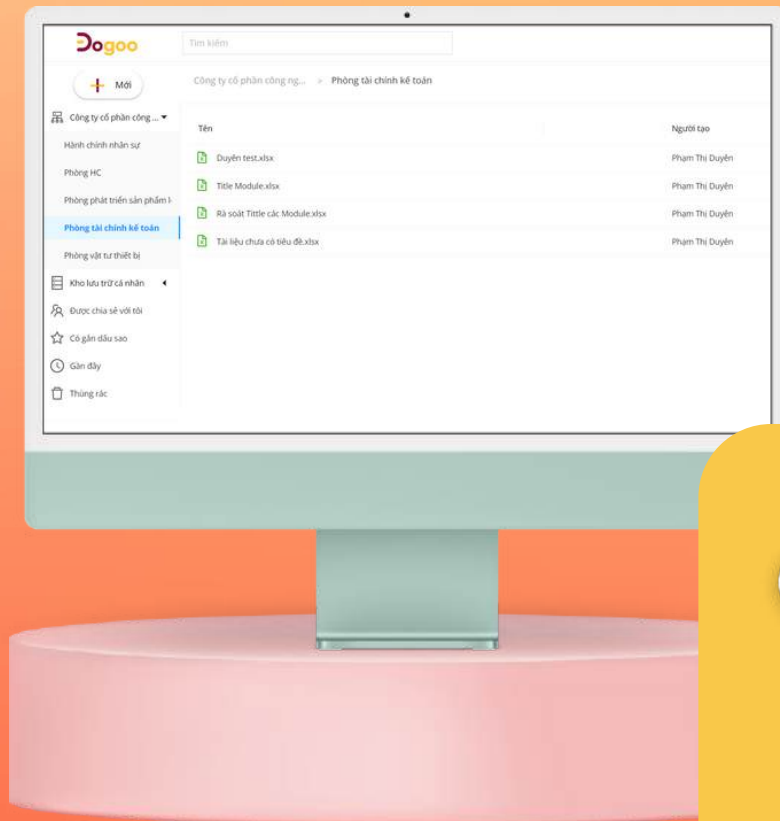 Dogoo
Tìm kiếm
Mới
Công ty cổ phần công ng... > Phòng tài chính kế toán
Công ty cổ phần công ...
Hành chính nhân sự
Phòng HC
Phòng phát triển sản phẩm l
Phòng tài chính kế toán
Phòng vật tư thiết bị
Kho lưu trữ cá nhân
Được chia sẻ với tôi
Có gắn dấu sao
Gần đây
Thùng rác
Tên
Người tạo
Duyên test.xlsx
Phạm Thị Duyên
Title Module.xlsx
Phạm Thị Duyên
Rà soát Tittle các Module.xlsx
Phạm Thị Duyên
Tài liệu chưa có tiêu đề.xlsx
Phạm Thị Duyên